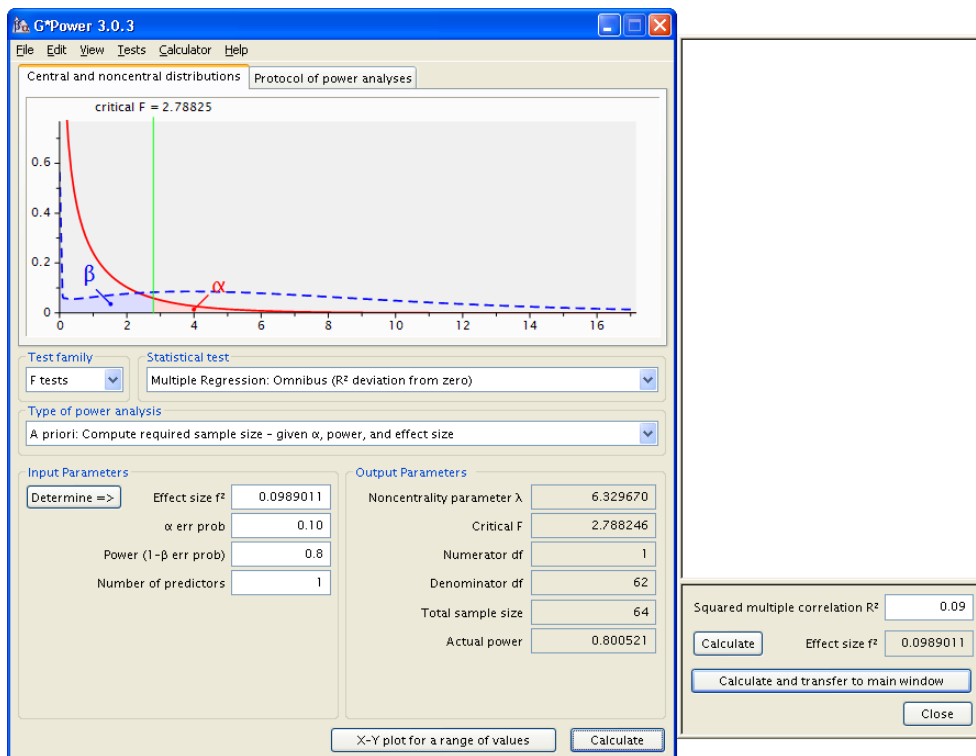 G*Power 3.0.3
File Edit View Tests Calculator Help
Central and noncentral distributions Protocol of power analyses
critical F = 2.78825
0.6
0.4
0.2
0
β
α
0 2 4 6 8 10 12 14 16
Test family
F tests
Statistical test
Multiple Regression: Omnibus (R² deviation from zero)
Type of power analysis
A priori: Compute required sample size - given α, power, and effect size
Input Parameters
Determine => Effect size f² 0.0989011
α err prob 0.10
Power (1-β err prob) 0.8
Number of predictors 1
Output Parameters
Noncentrality parameter λ 6.329670
Critical F 2.788246
Numerator df 1
Denominator df 62
Total sample size 64
Actual power 0.800521
X-Y plot for a range of values Calculate
Squared multiple correlation R² 0.09
Calculate Effect size f² 0.0989011
Calculate and transfer to main window
Close